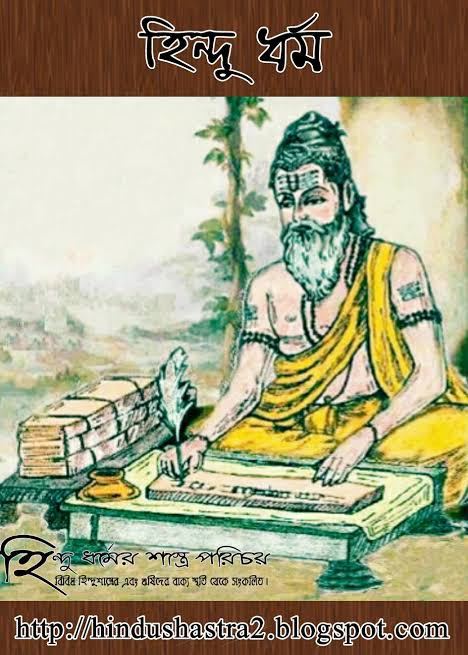 হিন্দু ধর্ম
হিন্দু ধর্মের শাস্ত্র পরিচয়
বিবিধ হিন্দুশাস্ত্রের এবং ঋষিদের বাক্য স্মৃতি থেকে সংকলিত।
http://hindushastra2.blogspot.com